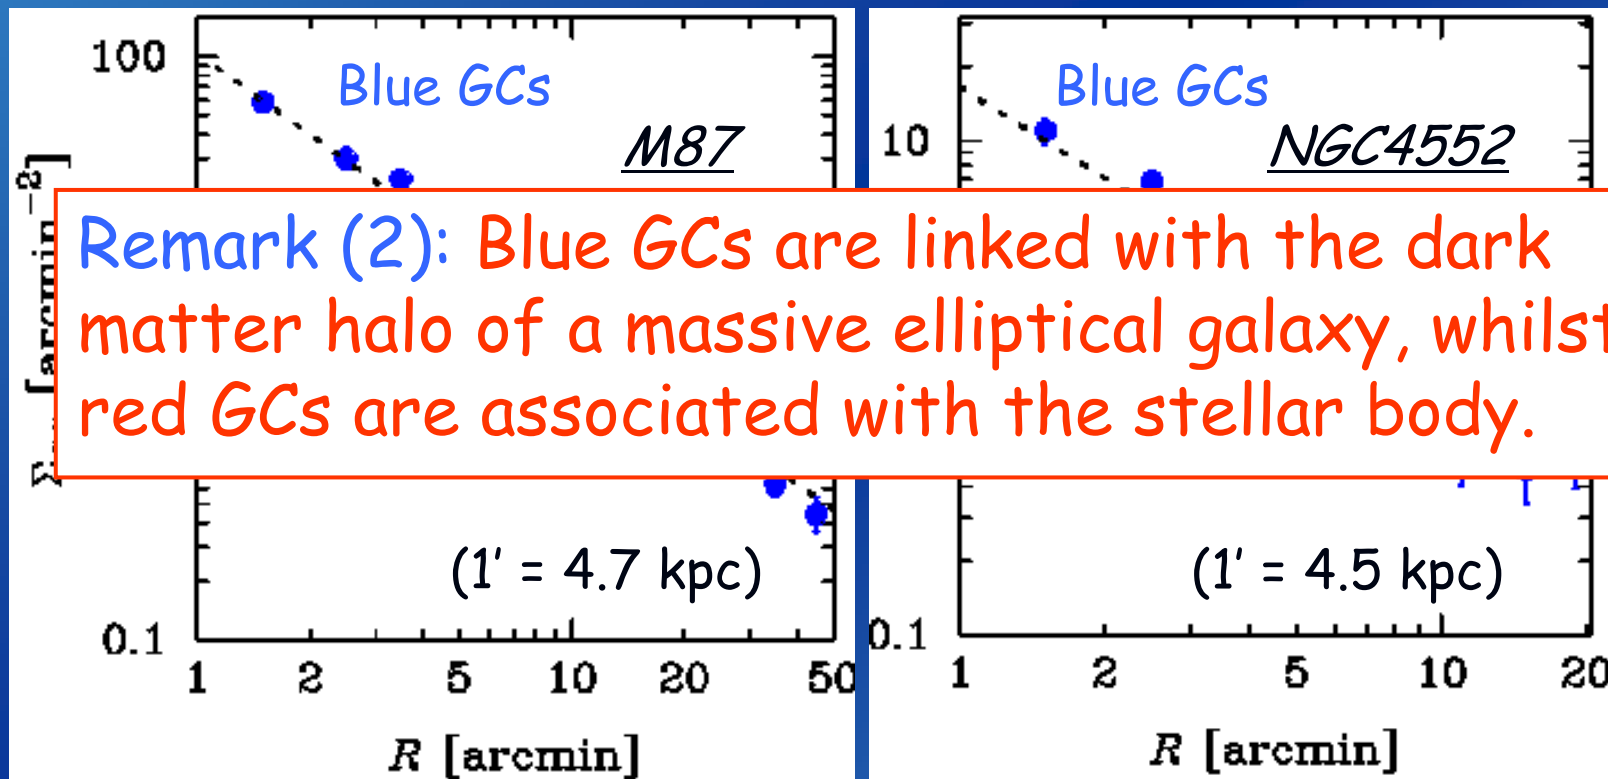 100
Blue GCs
M87
Blue GCs
10
NGC4552
Remark (2): Blue GCs are linked with the dark
matter halo of a massive elliptical galaxy, whilst
red GCs are associated with the stellar body.
(1' = 4.7 kpc)
(1' = 4.5 kpc)
0.1
0.1
1 2 5 10 20 50
1 2 5 10 20
R [arcmin]
R [arcmin]